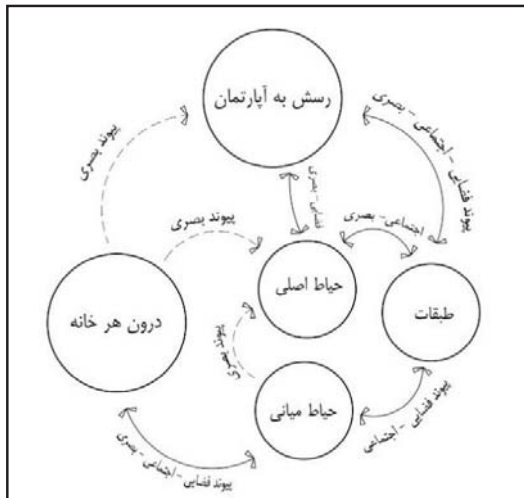 رسش به آپارتمان
پیوند فضایی - اجتماعی - بصری
پیوند بصری
فضایی - بصری
اجتماعی - بصری
پیوند بصری
حیاط اصلی
طبقات
درون هر خانه
پیوند بصری
حیاط میانی
پیوند فضایی - اجتماعی
پیوند فضایی - اجتماعی - بصری